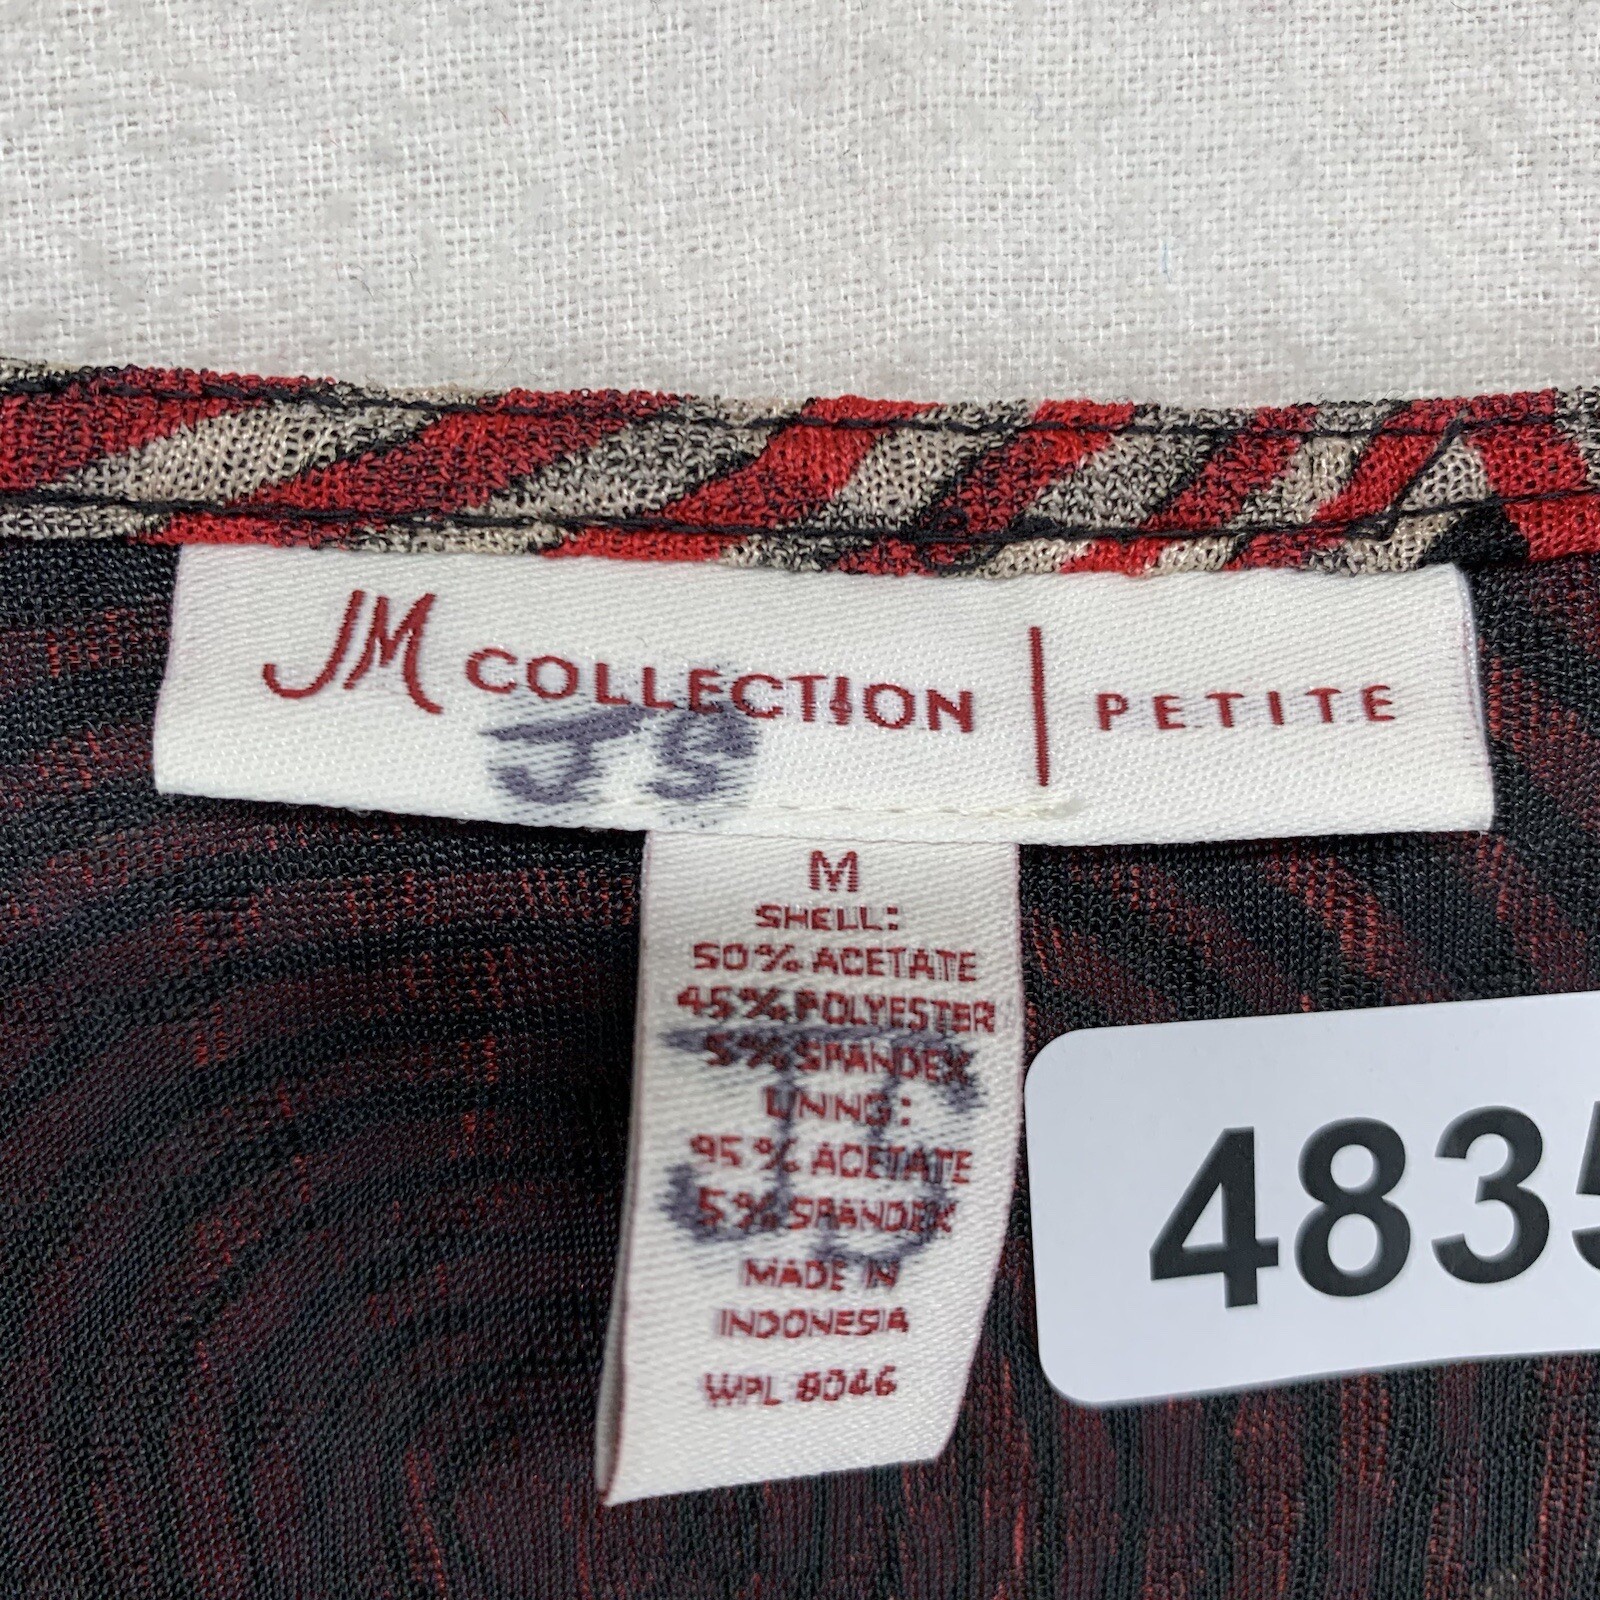 JM COLLECTION | PETITE
JS
M
SHELL:
50% ACETATE
45% POLYESTER
5% SPANDEX
LINING:
95% ACETATE
5% SPANDEX
JS
MADE IN
INDONESIA
WPL 8046
4835